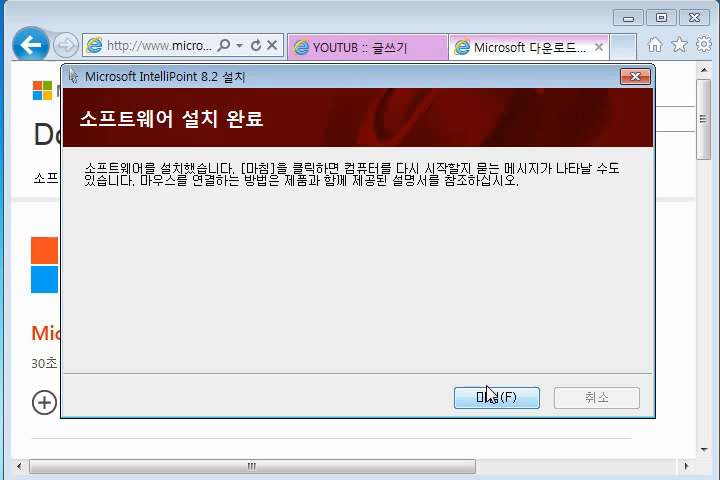 http://www.micro...
YOUTUB :: 글쓰기
Microsoft 다운로드...
Microsoft IntelliPoint 8.2 설치
소프트웨어 설치 완료
소프트웨어를 설치했습니다. [마침]을 클릭하면 컴퓨터를 다시 시작할지 묻는 메시지가 나타날 수도
있습니다. 마우스를 연결하는 방법은 제품과 함께 제공된 설명서를 참조하십시오.
소프
Mic
30초
(F)
취소